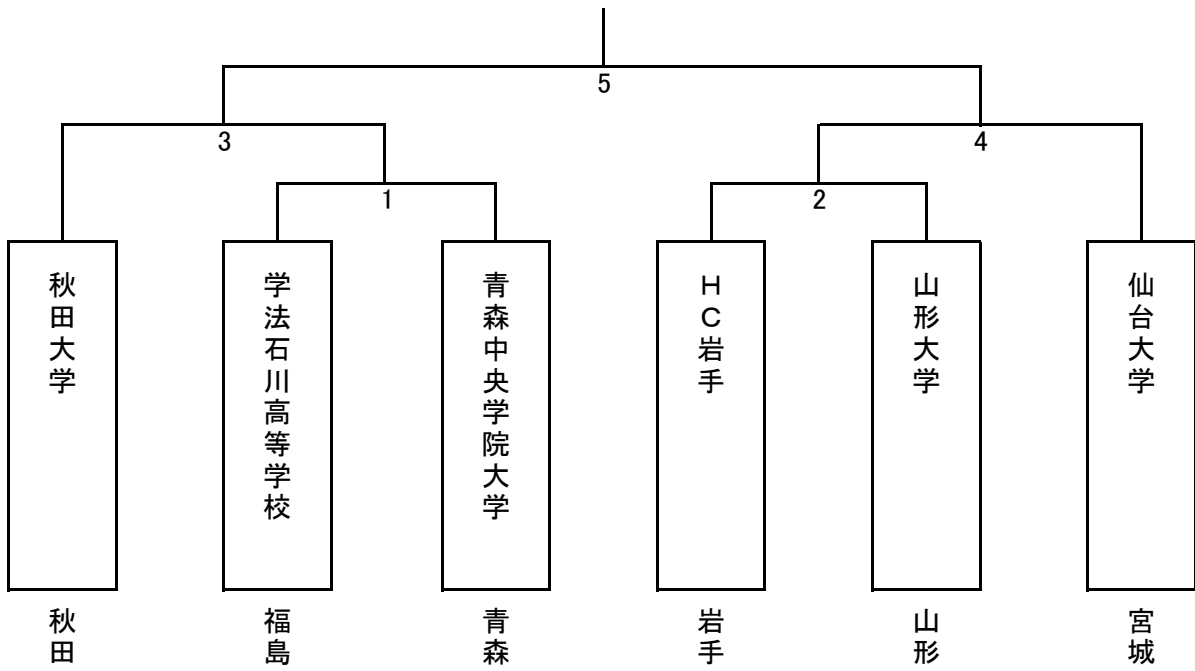 5
3
4
1
2
秋田大学
学法石川高等学校
青森中央学院大学
ＨＣ岩手
山形大学
仙台大学
秋田
福島
青森
岩手
山形
宮城